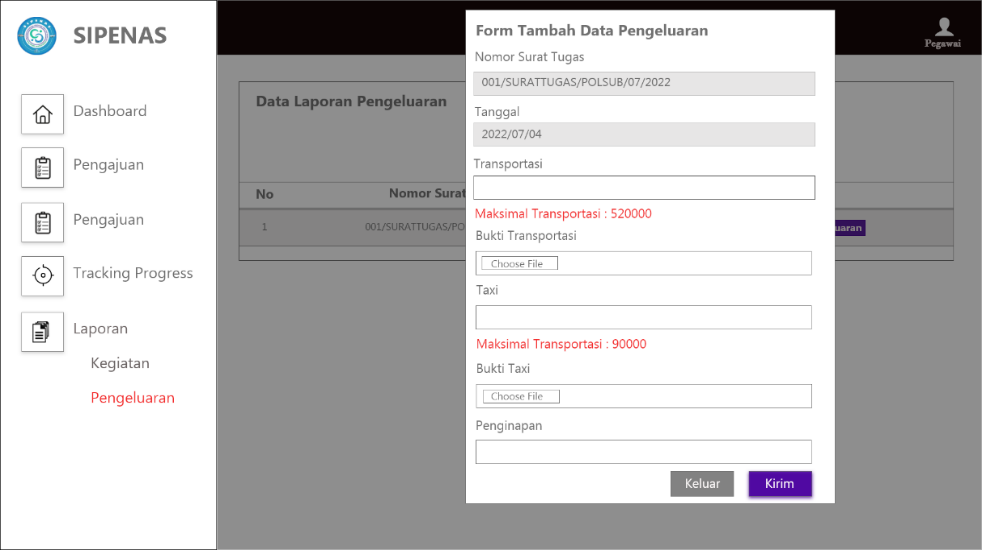 SIPENAS
Dashboard
Pengajuan
Pengajuan
Tracking Progress
Laporan
Kegiatan
Pengeluaran
Pegawai
Data Laporan Pengeluaran
No
Nomor Surat
1
001/SURATTUGAS/PO
uaran
Form Tambah Data Pengeluaran
Nomor Surat Tugas
001/SURATTUGAS/POLSUB/07/2022
Tanggal
2022/07/04
Transportasi
Maksimal Transportasi : 520000
Bukti Transportasi
Choose File
Taxi
Maksimal Transportasi : 90000
Bukti Taxi
Choose File
Penginapan
Keluar
Kirim